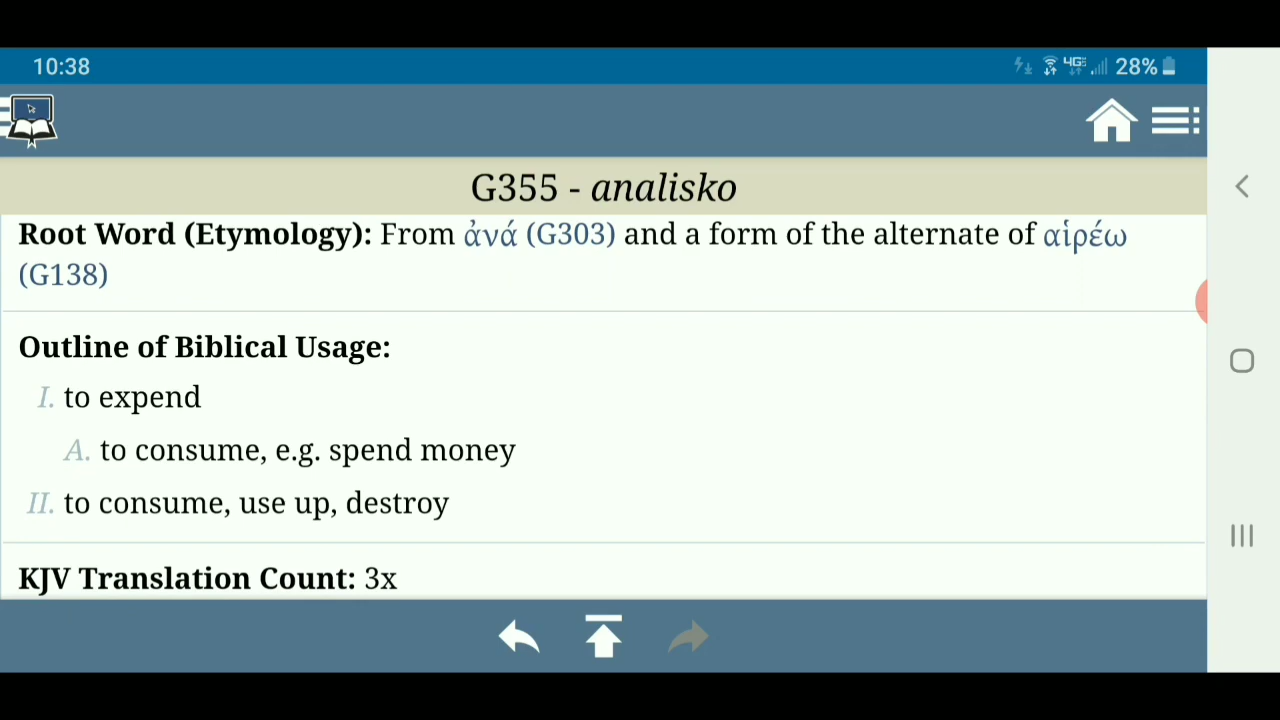 10:38
4G 28%
G355 - analisko
Root Word (Etymology): From ἀνά (G303) and a form of the alternate of αἱρέω
(G138)
Outline of Biblical Usage:
I. to expend
A. to consume, e.g. spend money
II. to consume, use up, destroy
KJV Translation Count: 3x